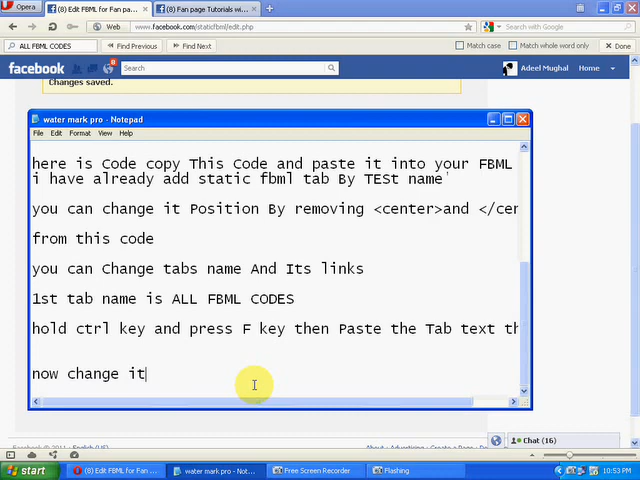 Opera
(8) Edit FBML for Fan pa...
(8) Fan page Tutorials wi...
Web
www.facebook.com/staticfbml/edit.php
Search with Google
ALL FBML CODES
Find Previous
Find Next
Match case
Match whole word only
Done
facebook
8
Search
Adeel Mughal
Home
Changes saved.
water mark pro - Notepad
File Edit Format View Help
here is Code copy This Code and paste it into your FBML
i have already add static fbml tab By TEst name`
you can change it Position By removing <center>and </cen
from this code
you can Change tabs name And Its links
1st tab name is ALL FBML CODES
hold ctrl key and press F key then Paste the Tab text th
now change it
Chat (16)
start
(8) Edit FBML for Fan ...
water mark pro - Not...
Free Screen Recorder
Flashing
10:53 PM